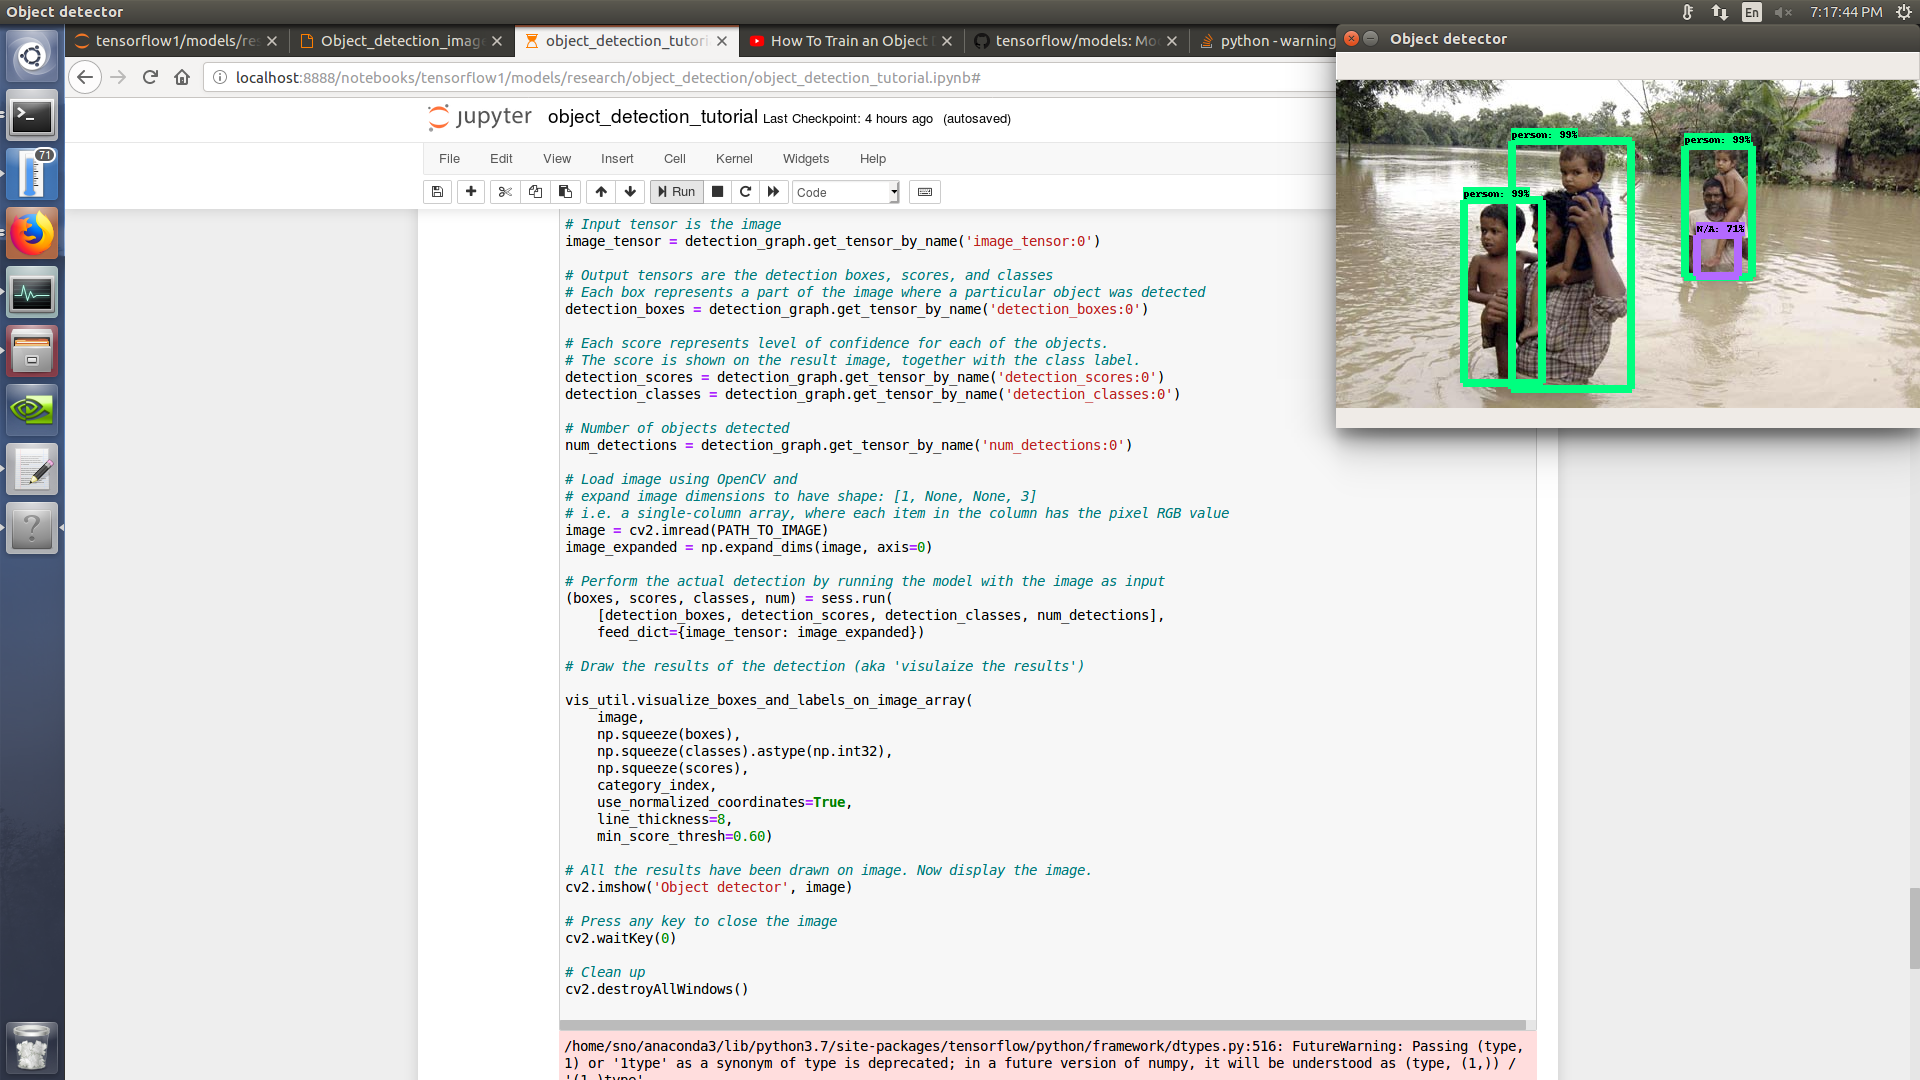 Object detector
En
7:17:44 PM
71
tensorflow1/models/re
Object_detection_imag
object_detection_tutori
How To Train an Object
tensorflow/models: Mo
python - warning
localhost:8888/notebooks/tensorflow1/models/research/object_detection/object_detection_tutorial.ipynb#
jupyter object_detection_tutorial Last Checkpoint: 4 hours ago (autosaved)
File Edit View Insert Cell Kernel Widgets Help
Run Code
# Input tensor is the image
image_tensor = detection_graph.get_tensor_by_name('image_tensor:0')
# Output tensors are the detection boxes, scores, and classes
# Each box represents a part of the image where a particular object was detected
detection_boxes = detection_graph.get_tensor_by_name('detection_boxes:0')
# Each score represents level of confidence for each of the objects.
# The score is shown on the result image, together with the class label.
detection_scores = detection_graph.get_tensor_by_name('detection_scores:0')
detection_classes = detection_graph.get_tensor_by_name('detection_classes:0')
# Number of objects detected
num_detections = detection_graph.get_tensor_by_name('num_detections:0')
# Load image using OpenCV and
# expand image dimensions to have shape: [1, None, None, 3]
# i.e. a single-column array, where each item in the column has the pixel RGB value
image = cv2.imread(PATH_TO_IMAGE)
image_expanded = np.expand_dims(image, axis=0)
# Perform the actual detection by running the model with the image as input
(boxes, scores, classes, num) = sess.run(
[detection_boxes, detection_scores, detection_classes, num_detections],
feed_dict={image_tensor: image_expanded})
# Draw the results of the detection (aka 'visulaize the results')
vis_util.visualize_boxes_and_labels_on_image_array(
image,
np.squeeze(boxes),
np.squeeze(classes).astype(np.int32),
np.squeeze(scores),
category_index,
use_normalized_coordinates=True,
line_thickness=8,
min_score_thresh=0.60)
# All the results have been drawn on image. Now display the image.
cv2.imshow('Object detector', image)
# Press any key to close the image
cv2.waitKey(0)
# Clean up
cv2.destroyAllWindows()
/home/sno/anaconda3/lib/python3.7/site-packages/tensorflow/python/framework/dtypes.py:516: FutureWarning: Passing (type,
1) or '1type' as a synonym of type is deprecated; in a future version of numpy, it will be understood as (type, (1,)) /
'(1,)type'
Object detector
person: 99%
person: 99%
person: 99%
N/A: 71%